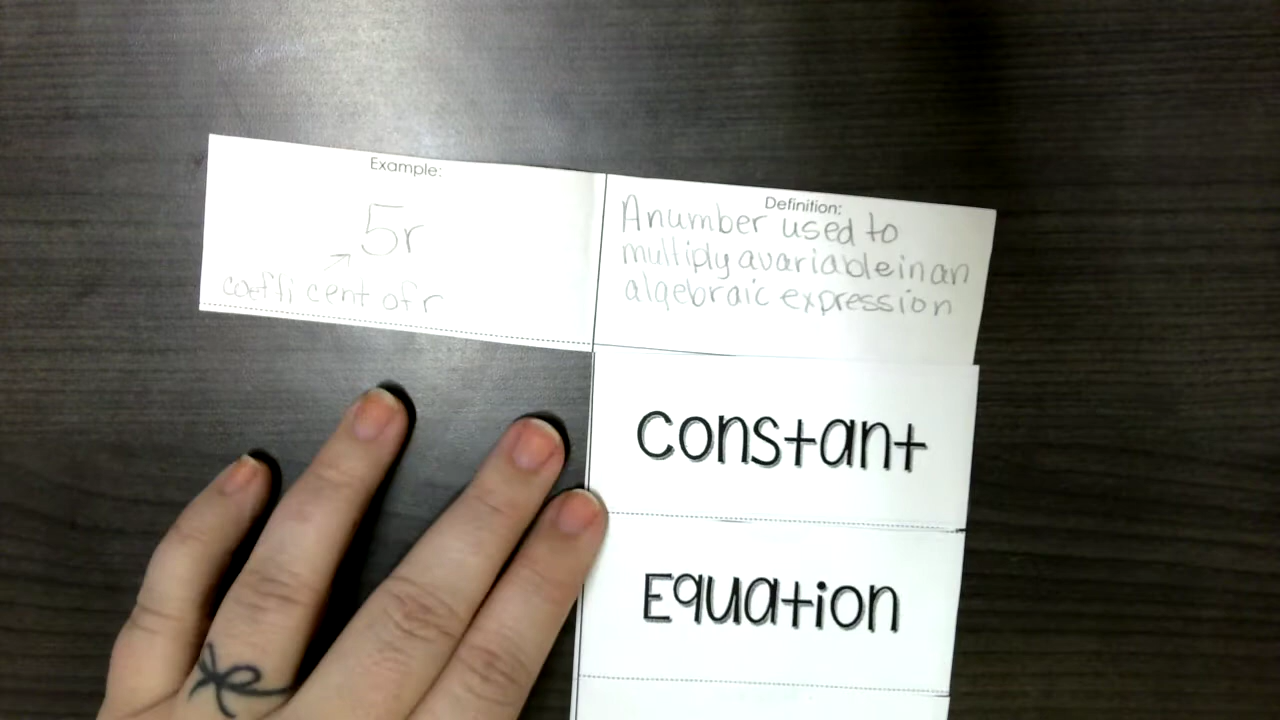 Example:
5r
coefficent of r
Definition:
A number used to
multiply a variable in an
algebraic expression
Constant
Equation